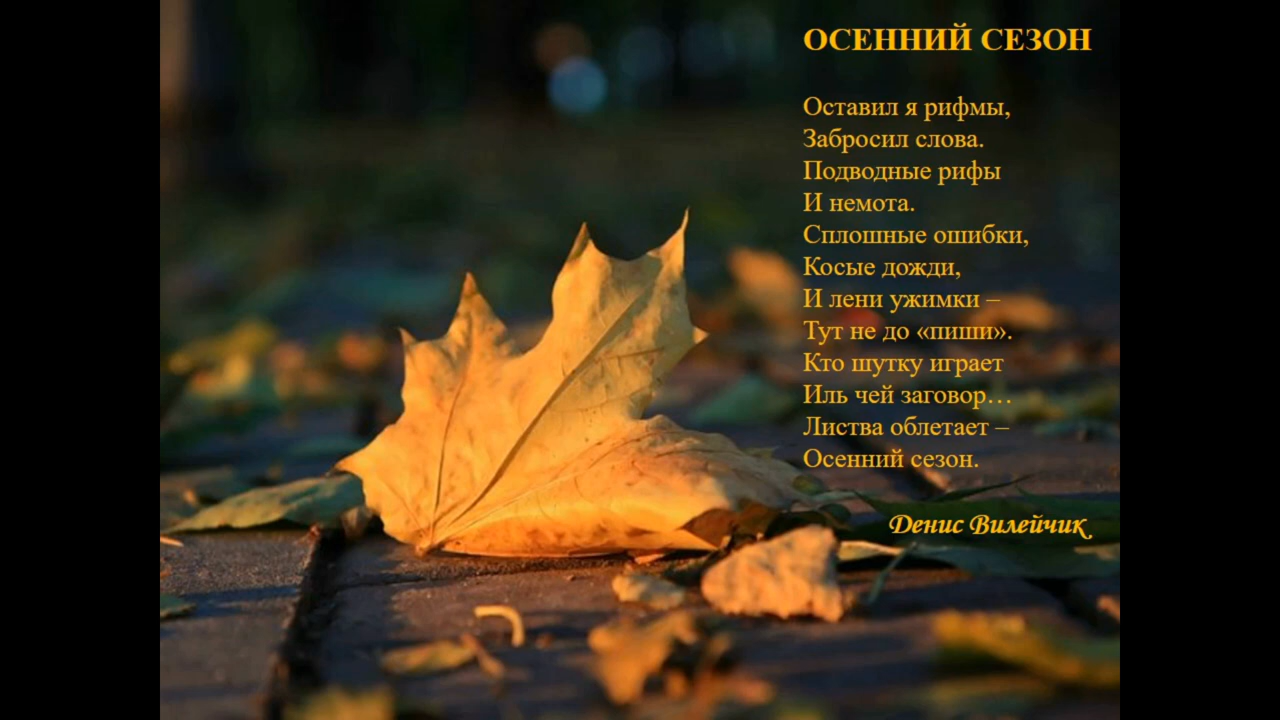 ОСЕННИЙ СЕЗОН
Оставил я рифмы,
Забросил слова.
Подводные рифы
И немота.
Сплошные ошибки,
Косые дожди,
И лени ужимки –
Тут не до «пиши».
Кто шутку играет
Иль чей заговор…
Листва облетает –
Осенний сезон.
Денис Вилейчик